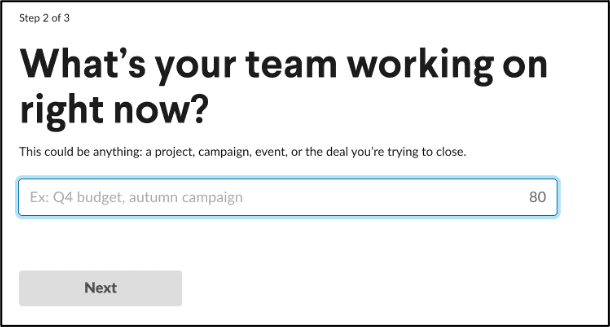 Step 2 of 3
What's your team working on
right now?
This could be anything: a project, campaign, event, or the deal you're trying to close.
Ex: Q4 budget, autumn campaign 80
Next